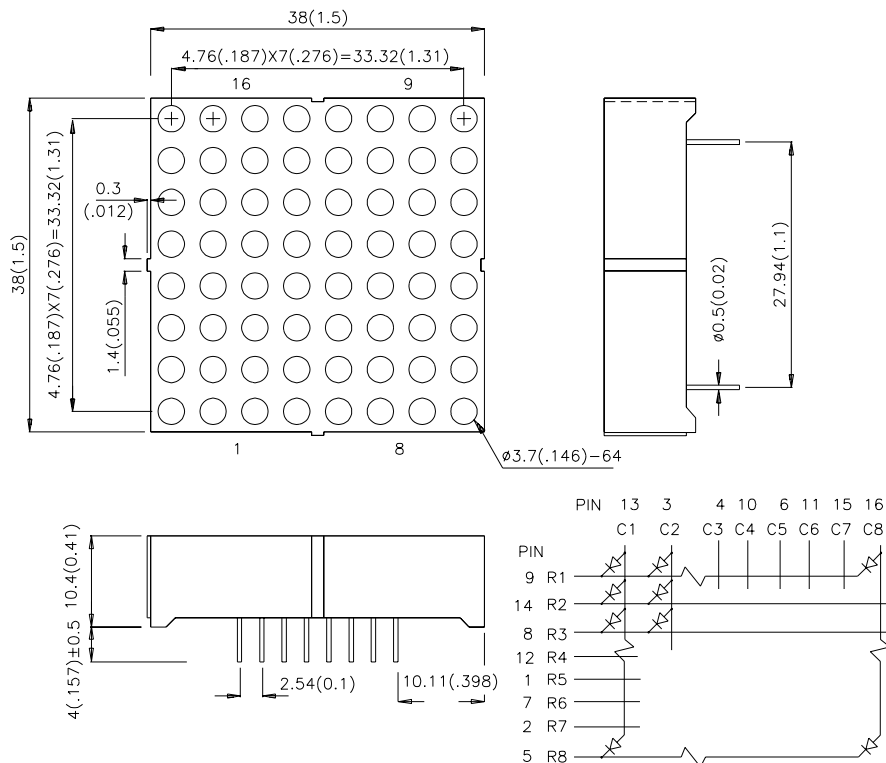 38(1.5)
4.76(.187)X7(.276)=33.32(1.31)
16 9
38(1.5)
4.76(.187)X7(.276)=33.32(1.31)
0.3
(.012)
1.4(.055)
1 8
ø3.7(.146)-64
ø0.5(0.02)
27.94(1.1)
4(.157)±0.5 10.4(0.41)
2.54(0.1)
10.11(.398)
PIN 13 3 4 10 6 11 15 16
C1 C2 C3 C4 C5 C6 C7 C8
PIN
9 R1
14 R2
8 R3
12 R4
1 R5
7 R6
2 R7
5 R8